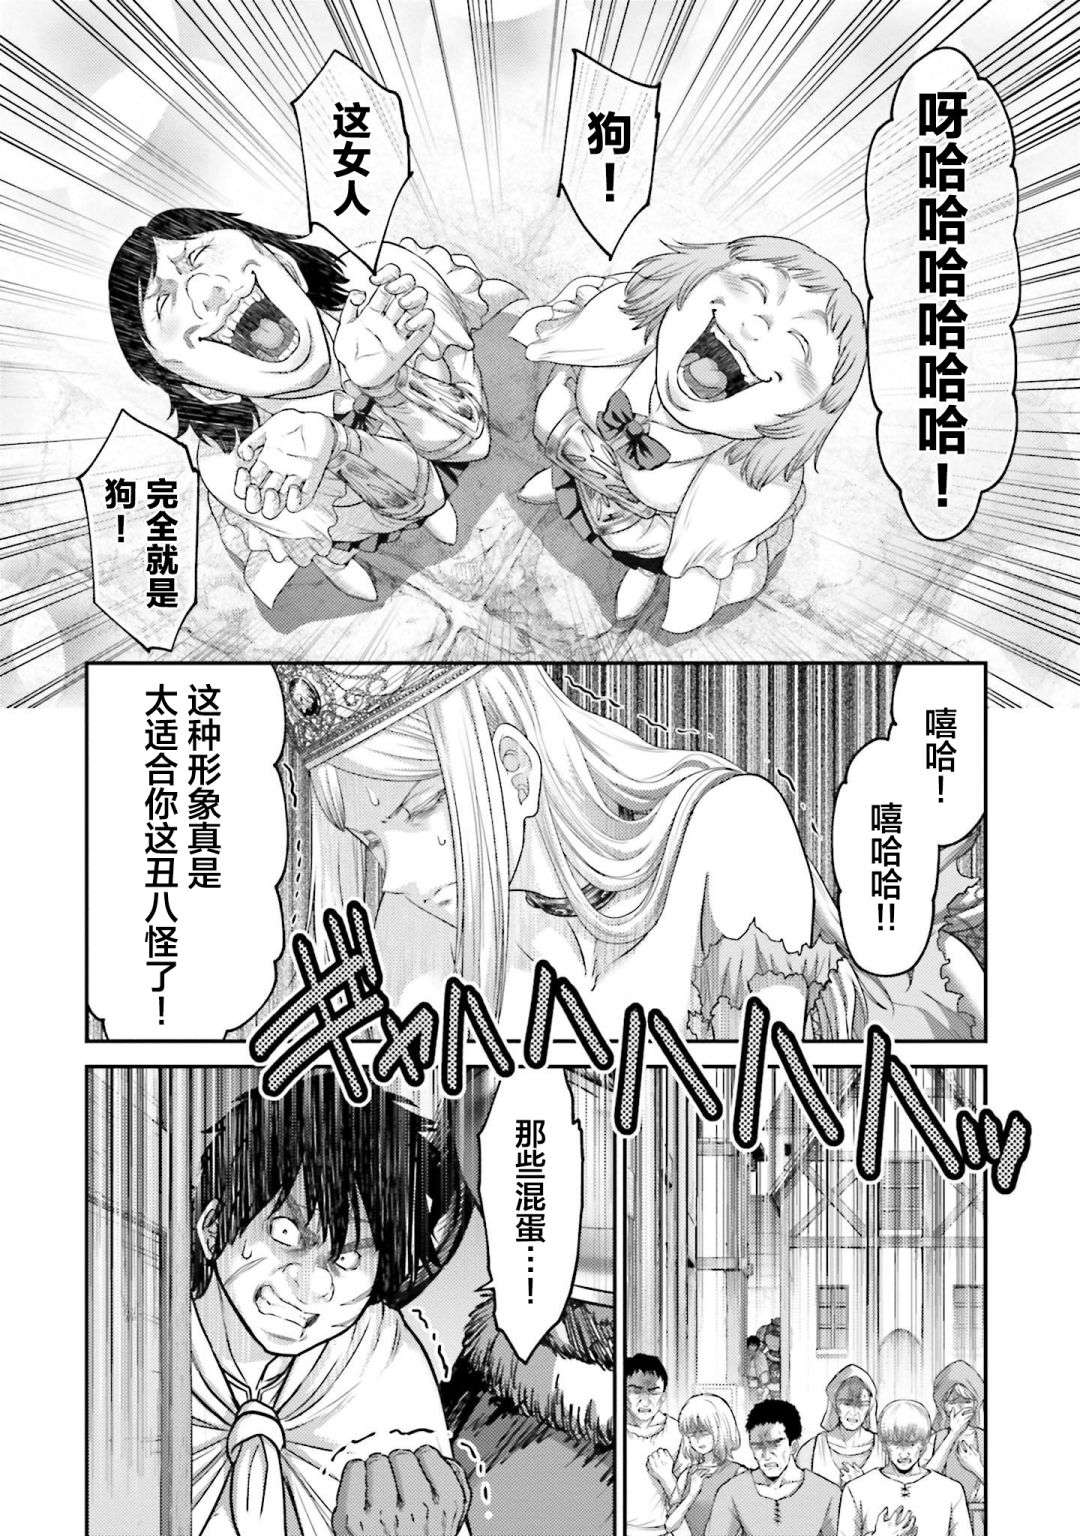 呀哈哈哈哈哈哈！
狗！
这女人
完全就是
狗！
嘻哈！
嘻哈哈!!
这种形象真是
太适合你这丑八怪了！
ギャハハハハハッ
那些混蛋…！